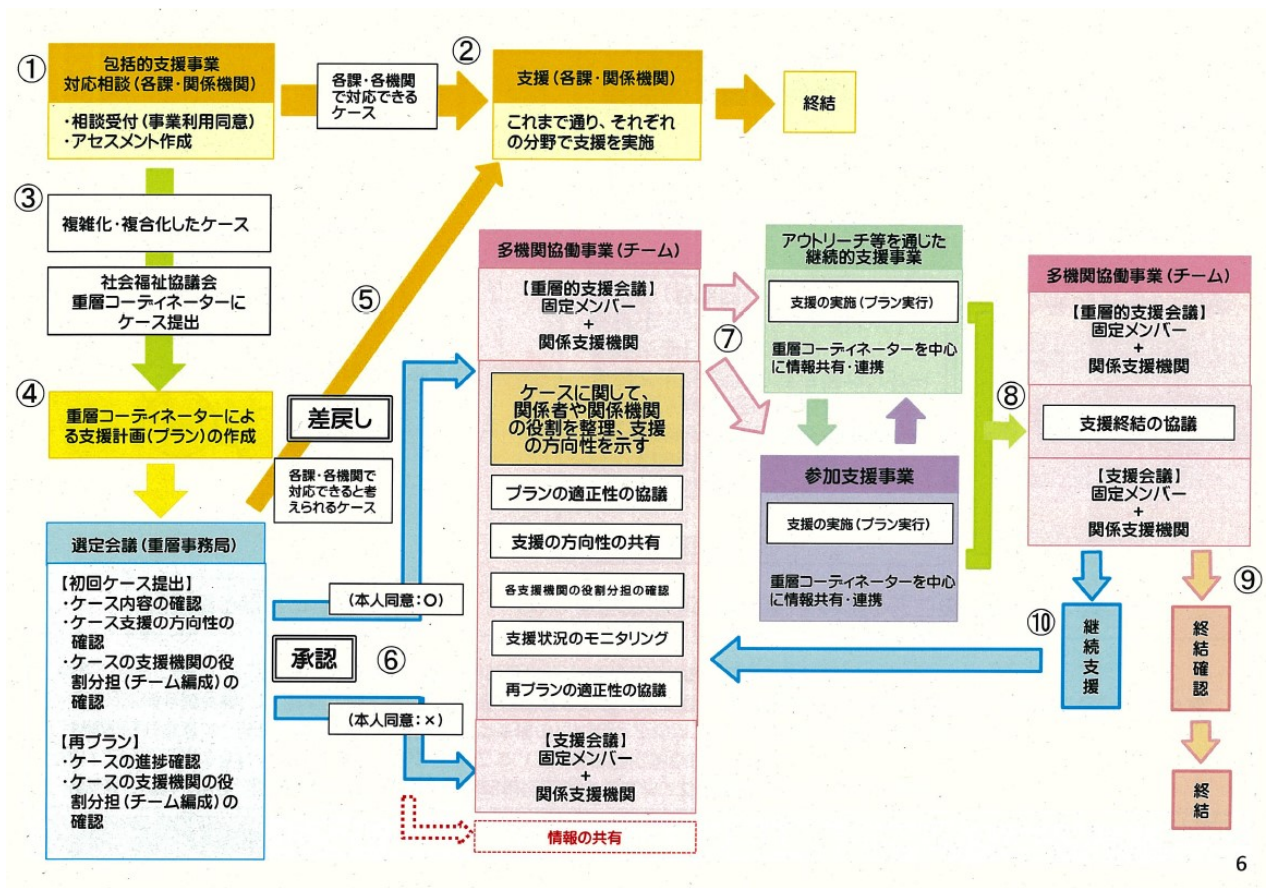 ①
包括的支援事業
対応相談(各課・関係機関)
・相談受付(事業利用同意)
・アセスメント作成
各課・各機関
で対応できる
ケース
②
支援(各課・関係機関)
これまで通り、それぞれ
の分野で支援を実施
終結
③
複雑化・複合化したケース
社会福祉協議会
重層コーディネーターに
ケース提出
④
重層コーディネーターによ
る支援計画(プラン)の作成
⑤
差戻し
各課・各機関で
対応できると考
えられるケース
選定会議(重層事務局)
【初回ケース提出】
・ケース内容の確認
・ケース支援の方向性の
確認
・ケースの支援機関の役
割分担(チーム編成)の
確認
【再プラン】
・ケースの進捗確認
・ケースの支援機関の役
割分担(チーム編成)の
確認
(本人同意:○)
承認
⑥
(本人同意:×)
多機関協働事業(チーム)
【重層的支援会議】
固定メンバー
+
関係支援機関
ケースに関して、
関係者や関係機関
の役割を整理、支援
の方向性を示す
プランの適正性の協議
支援の方向性の共有
各支援機関の役割分担の確認
支援状況のモニタリング
再プランの適正性の協議
【支援会議】
固定メンバー
+
関係支援機関
情報の共有
⑦
アウトリーチ等を通じた
継続的支援事業
支援の実施(プラン実行)
重層コーディネーターを中心
に情報共有・連携
参加支援事業
支援の実施(プラン実行)
重層コーディネーターを中心
に情報共有・連携
⑧
多機関協働事業(チーム)
【重層的支援会議】
固定メンバー
+
関係支援機関
支援終結の協議
【支援会議】
固定メンバー
+
関係支援機関
⑨
⑩
継続支援
終結確認
終結
6